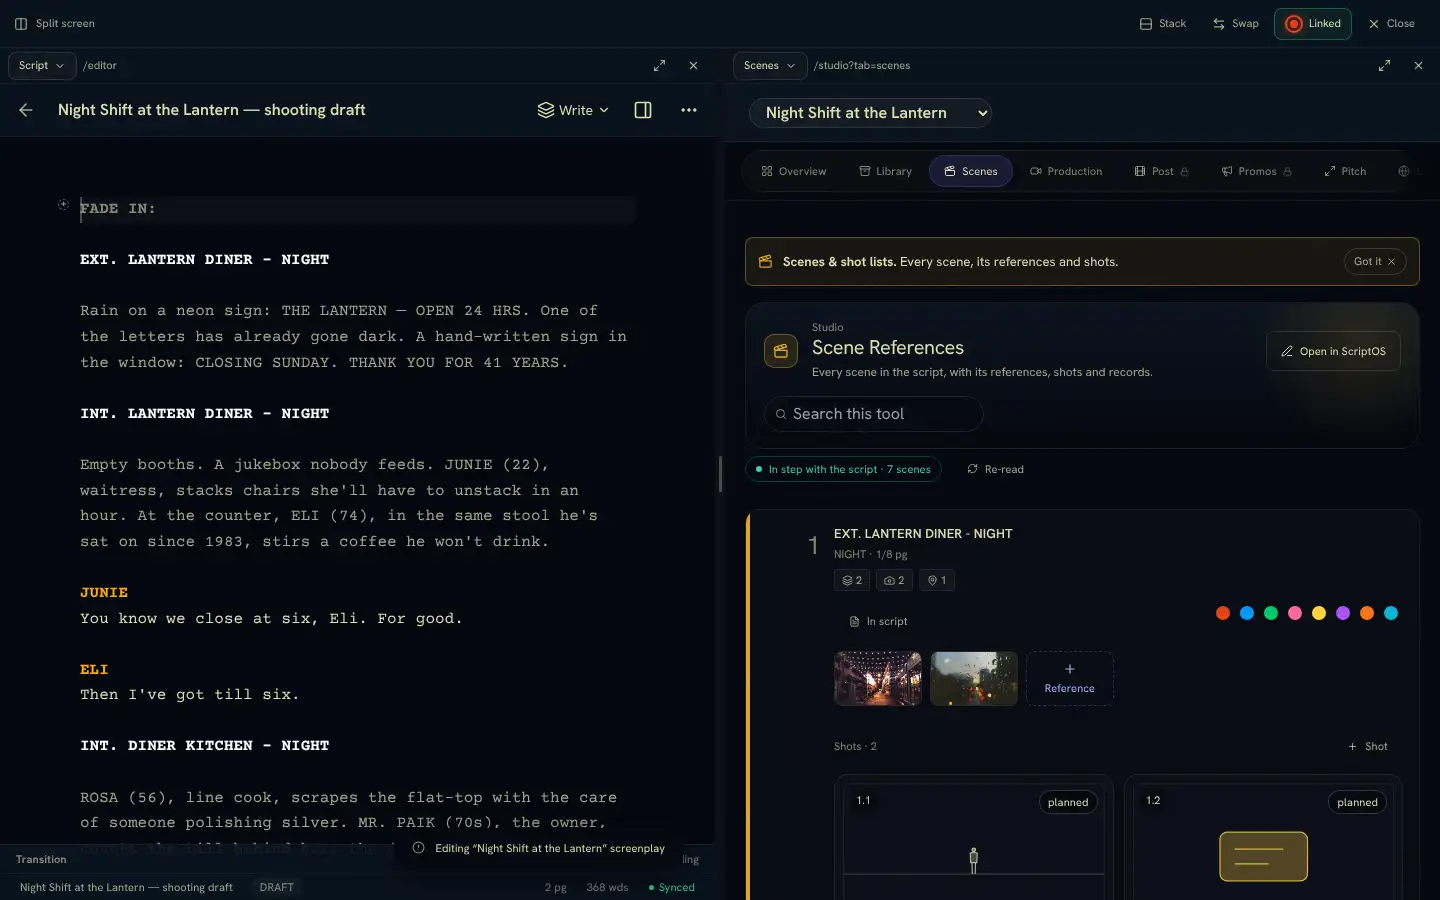 Split screen
Stack
Swap
Linked
Close
Script
/editor
Night Shift at the Lantern — shooting draft
Write
FADE IN:
EXT. LANTERN DINER - NIGHT
Rain on a neon sign: THE LANTERN — OPEN 24 HRS. One of
the letters has already gone dark. A hand-written sign in
the window: CLOSING SUNDAY. THANK YOU FOR 41 YEARS.
INT. LANTERN DINER - NIGHT
Empty booths. A jukebox nobody feeds. JUNIE (22),
waitress, stacks chairs she'll have to unstack in an
hour. At the counter, ELI (74), in the same stool he's
sat on since 1983, stirs a coffee he won't drink.
JUNIE
You know we close at six, Eli. For good.
ELI
Then I've got till six.
INT. DINER KITCHEN - NIGHT
ROSA (56), line cook, scrapes the flat-top with the care
of someone polishing silver. MR. PAIK (70s), the owner,
Transition
Editing “Night Shift at the Lantern” screenplay
Night Shift at the Lantern — shooting draft
DRAFT
2 pg
368 wds
Synced
Scenes
/studio?tab=scenes
Night Shift at the Lantern
Overview
Library
Scenes
Production
Post
Promos
Pitch
Scenes & shot lists. Every scene, its references and shots.
Got it
Studio
Scene References
Every scene in the script, with its references, shots and records.
Open in ScriptOS
Search this tool
In step with the script · 7 scenes
Re-read
1
EXT. LANTERN DINER - NIGHT
NIGHT · 1/8 pg
2
2
1
In script
+
Reference
Shots · 2
+ Shot
1.1
planned
1.2
planned